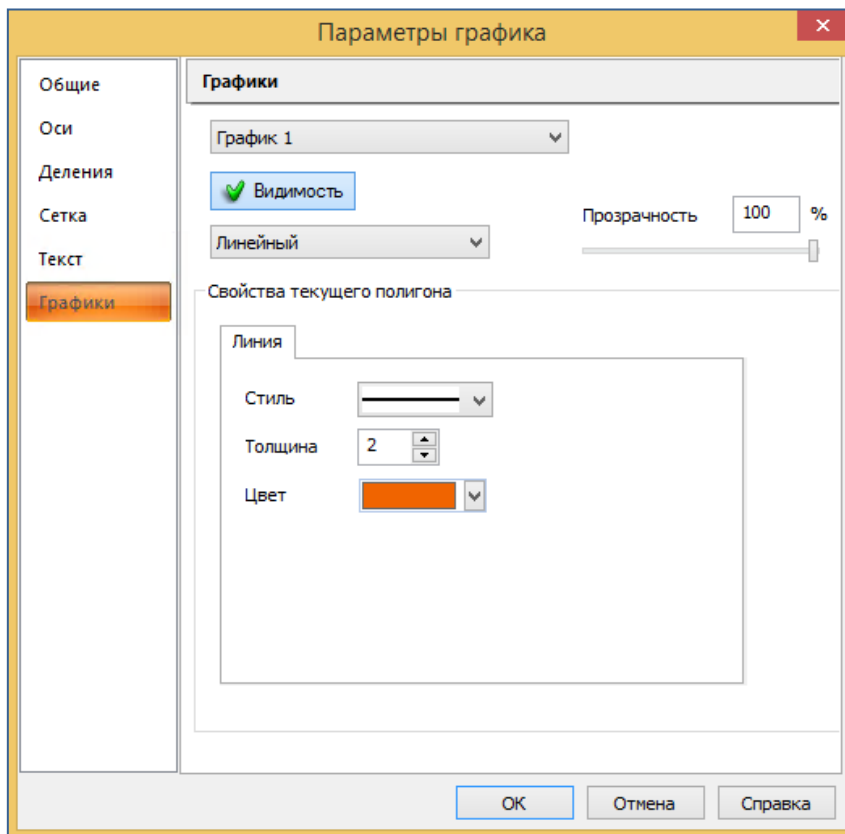 Параметры графика
Общие
Оси
Деления
Сетка
Текст
Графики
Графики
График 1
Видимость
Линейный
Прозрачность 100 %
Свойства текущего полигона
Линия
Стиль
Толщина 2
Цвет
ОК Отмена Справка